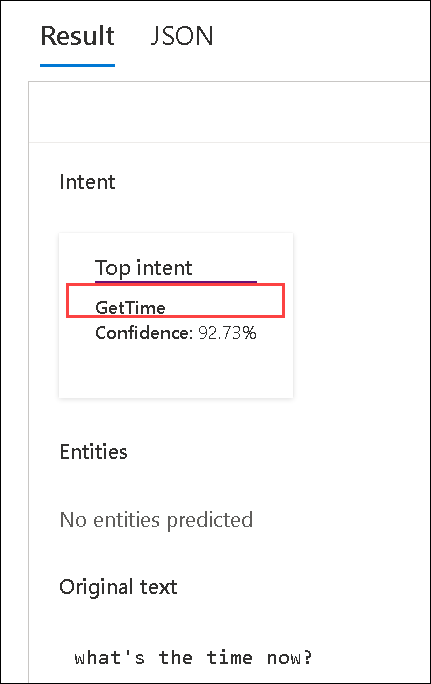 Result JSON
Intent
Top intent
GetTime
Confidence: 92.73%
Entities
No entities predicted
Original text
what's the time now?